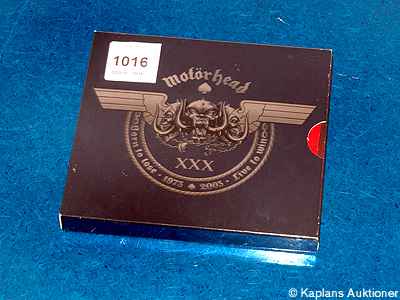 1016
Motörhead
XXX
Born to lose - 1975 ♠ 2005 - Live to win
© Kaplans Auktioner